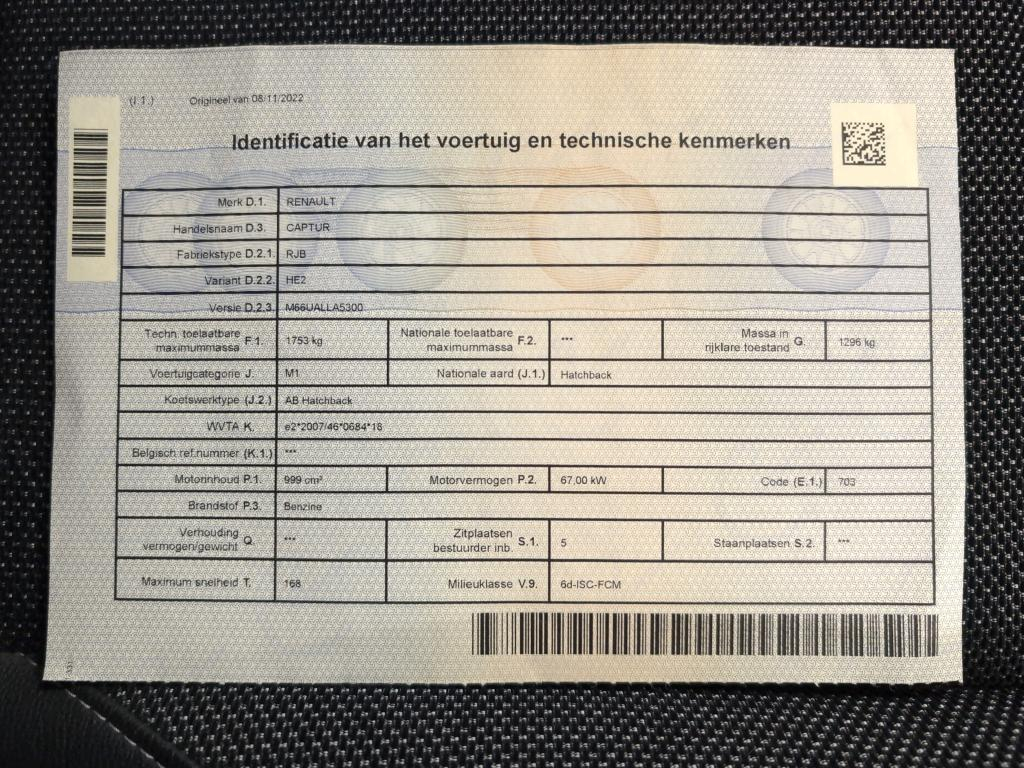 (I.1.) Origineel van 08/11/2022
Identificatie van het voertuig en technische kenmerken
Merk D.1. RENAULT
Handelsnaam D.3. CAPTUR
Fabriekstype D.2.1. RJB
Variant D.2.2. HE2
Versie D.2.3. M66UALLA5300
Techn. toelaatbare maximummassa F.1. 1753 kg Nationale toelaatbare maximummassa F.2. *** Massa in rijklare toestand G. 1296 kg
Voertuigcategorie J. M1 Nationale aard (J.1.) Hatchback
Koetswerktype (J.2.) AB Hatchback
WVTA K. e2*2007/46*0684*18
Belgisch ref.nummer (K.1.) ***
Motorinhoud P.1. 999 cm³ Motorvermogen P.2. 67,00 kW Code (E.1.) 703
Brandstof P.3. Benzine
Verhouding vermogen/gewicht Q. *** Zitplaatsen bestuurder inb. S.1. 5 Staanplaatsen S.2. ***
Maximum snelheid T. 168 Milieuklasse V.9. 6d-ISC-FCM